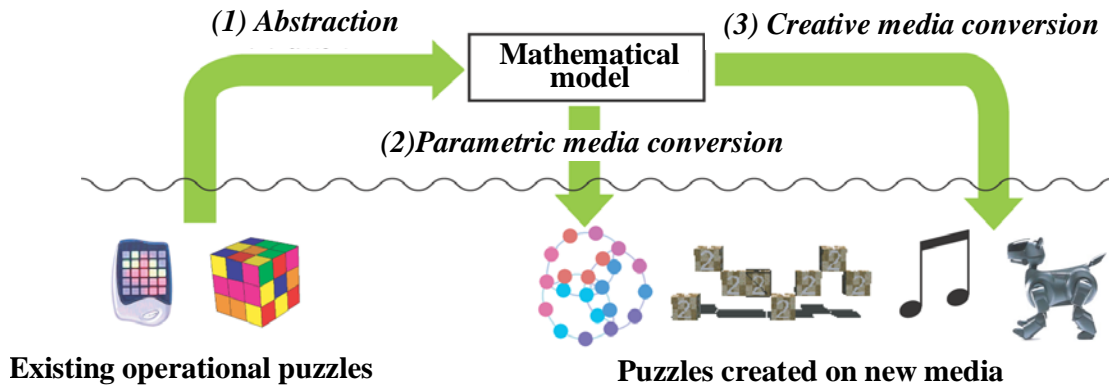 (1) Abstraction
(3) Creative media conversion
Mathematical
model
(2)Parametric media conversion
Existing operational puzzles
Puzzles created on new media